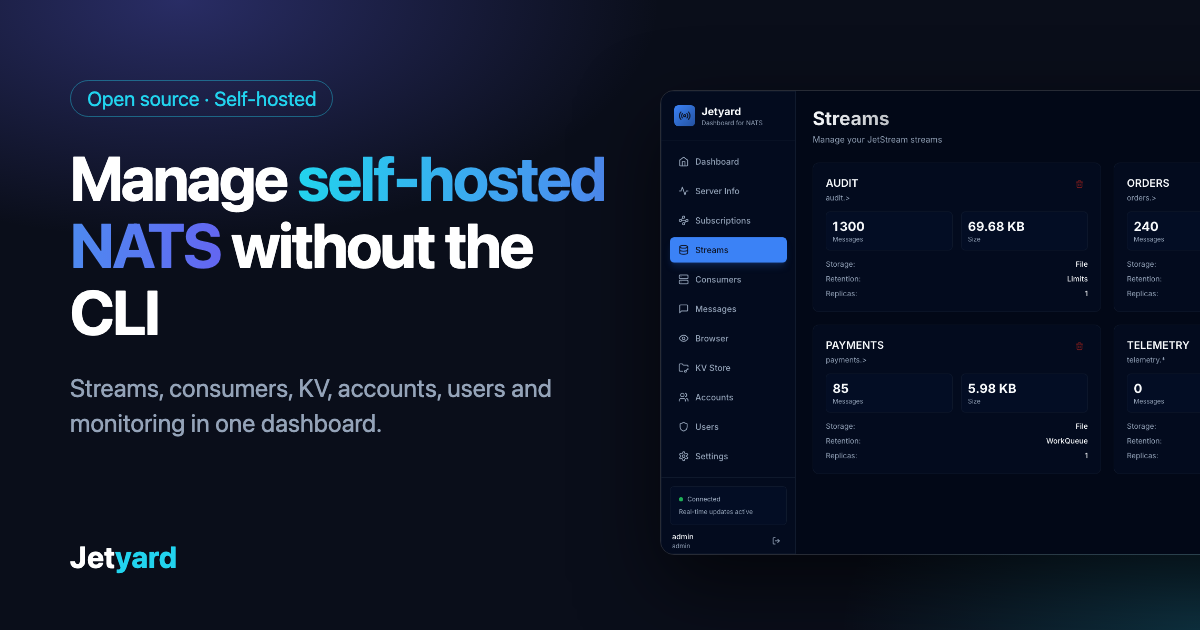 Open source · Self-hosted
Manage self-hosted
NATS without the
CLI
Streams, consumers, KV, accounts, users and
monitoring in one dashboard.
Jetyard
Jetyard
Dashboard for NATS
Dashboard
Server Info
Subscriptions
Streams
Consumers
Messages
Browser
KV Store
Accounts
Users
Settings
Connected
Real-time updates active
admin
admin
Streams
Manage your JetStream streams
AUDIT
audit.>
1300
Messages
69.68 KB
Size
Storage: File
Retention: Limits
Replicas: 1
ORDERS
orders.>
240
Messages
Storage:
Retention:
Replicas:
PAYMENTS
payments.>
85
Messages
5.98 KB
Size
Storage: File
Retention: WorkQueue
Replicas: 1
TELEMETRY
telemetry.*
0
Messages
Storage:
Retention:
Replicas: